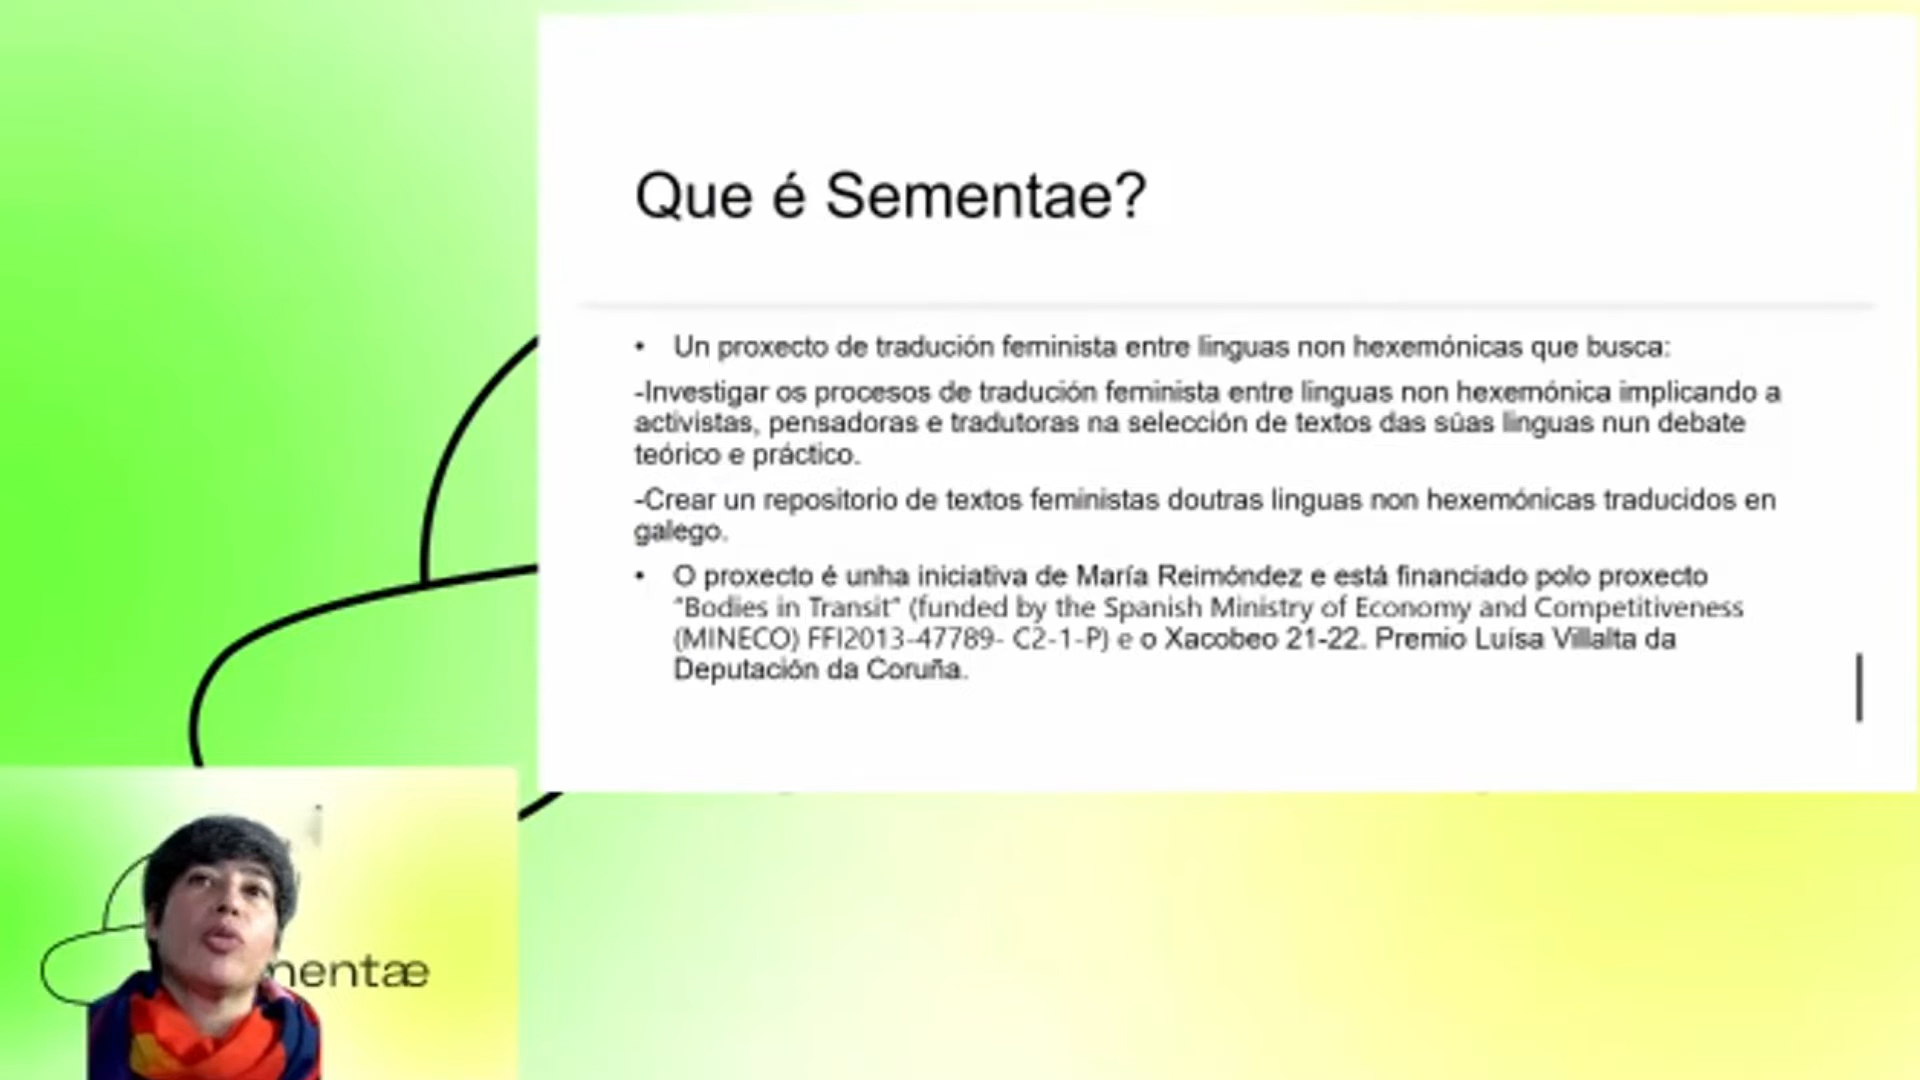 Que é Sementae?
• Un proxecto de tradución feminista entre linguas non hexemónicas que busca:
-Investigar os procesos de tradución feminista entre linguas non hexemónica implicando a
activistas, pensadoras e tradutoras na selección de textos das súas linguas nun debate
teórico e práctico.
-Crear un repositorio de textos feministas doutras linguas non hexemónicas traducidos en
galego.
• O proxecto é unha iniciativa de María Reimóndez e está financiado polo proxecto
"Bodies in Transit" (funded by the Spanish Ministry of Economy and Competitiveness
(MINECO) FFI2013-47789- C2-1-P) e o Xacobeo 21-22. Premio Luísa Villalta da
Deputación da Coruña.
mentæ